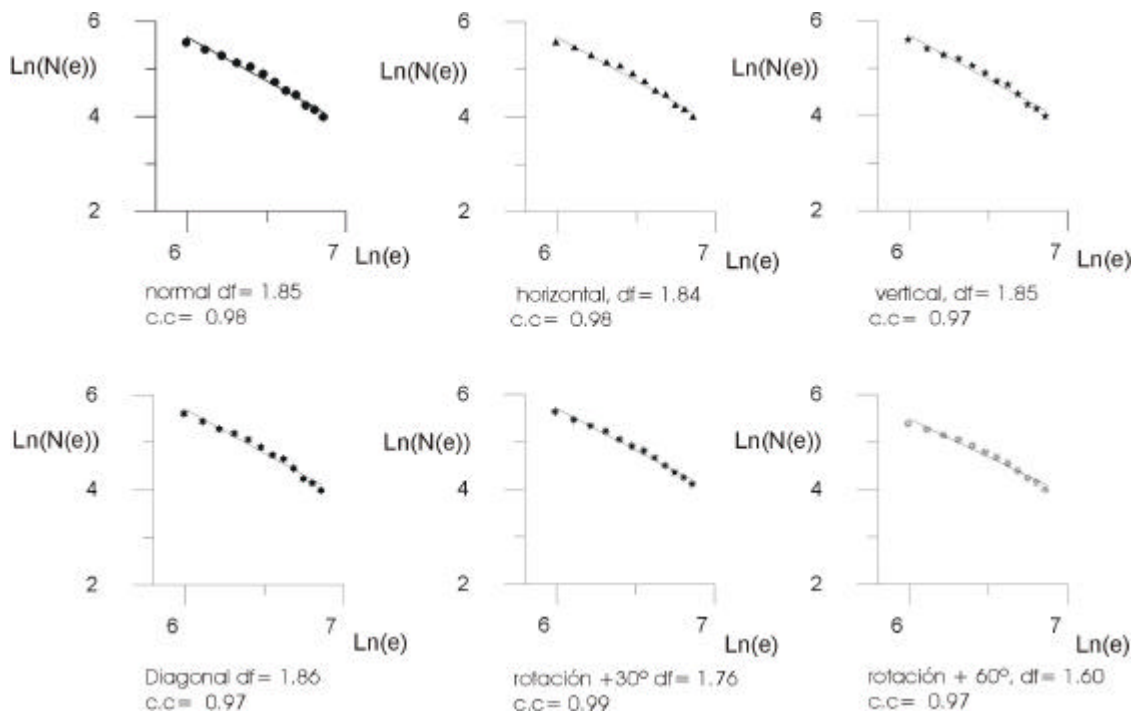 6
Ln(N(e))
4
2
6
7
Ln(e)
normal df= 1.85
c.c= 0.98
6
Ln(N(e))
4
2
6
7
Ln(e)
horizontal, df= 1.84
c.c= 0.98
6
Ln(N(e))
4
2
6
7
Ln(e)
vertical, df= 1.85
c.c= 0.97
6
Ln(N(e))
4
2
6
7
Ln(e)
Diagonal df= 1.86
c.c= 0.97
6
Ln(N(e))
4
2
6
7
Ln(e)
rotación +30º df= 1.76
c.c= 0.99
6
Ln(N(e))
4
2
6
7
Ln(e)
rotación + 60º, df= 1.60
c.c= 0.97